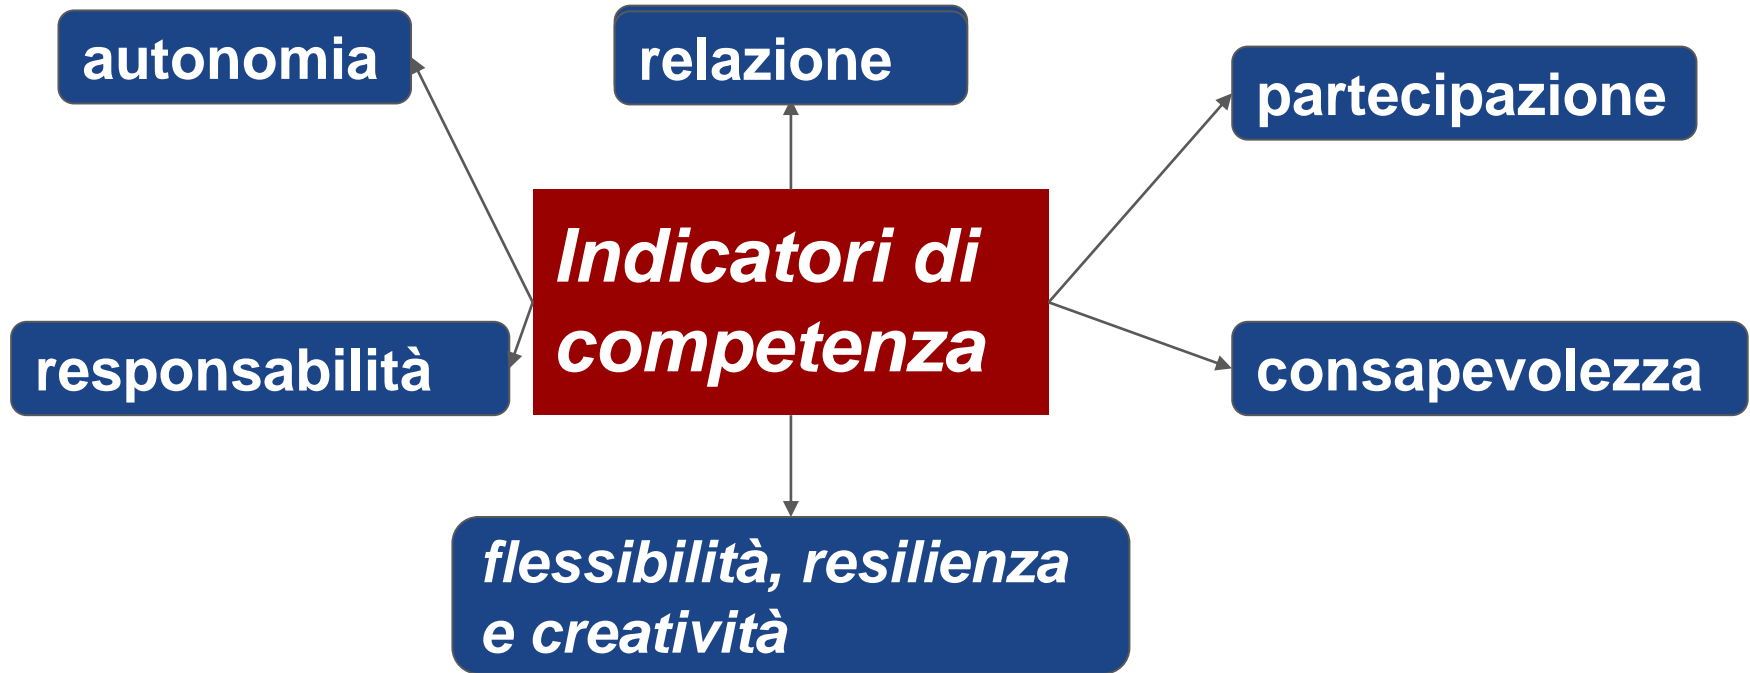 autonomia
relazione
partecipazione
Indicatori di
competenza
responsabilità
consapevolezza
flessibilità, resilienza
e creatività